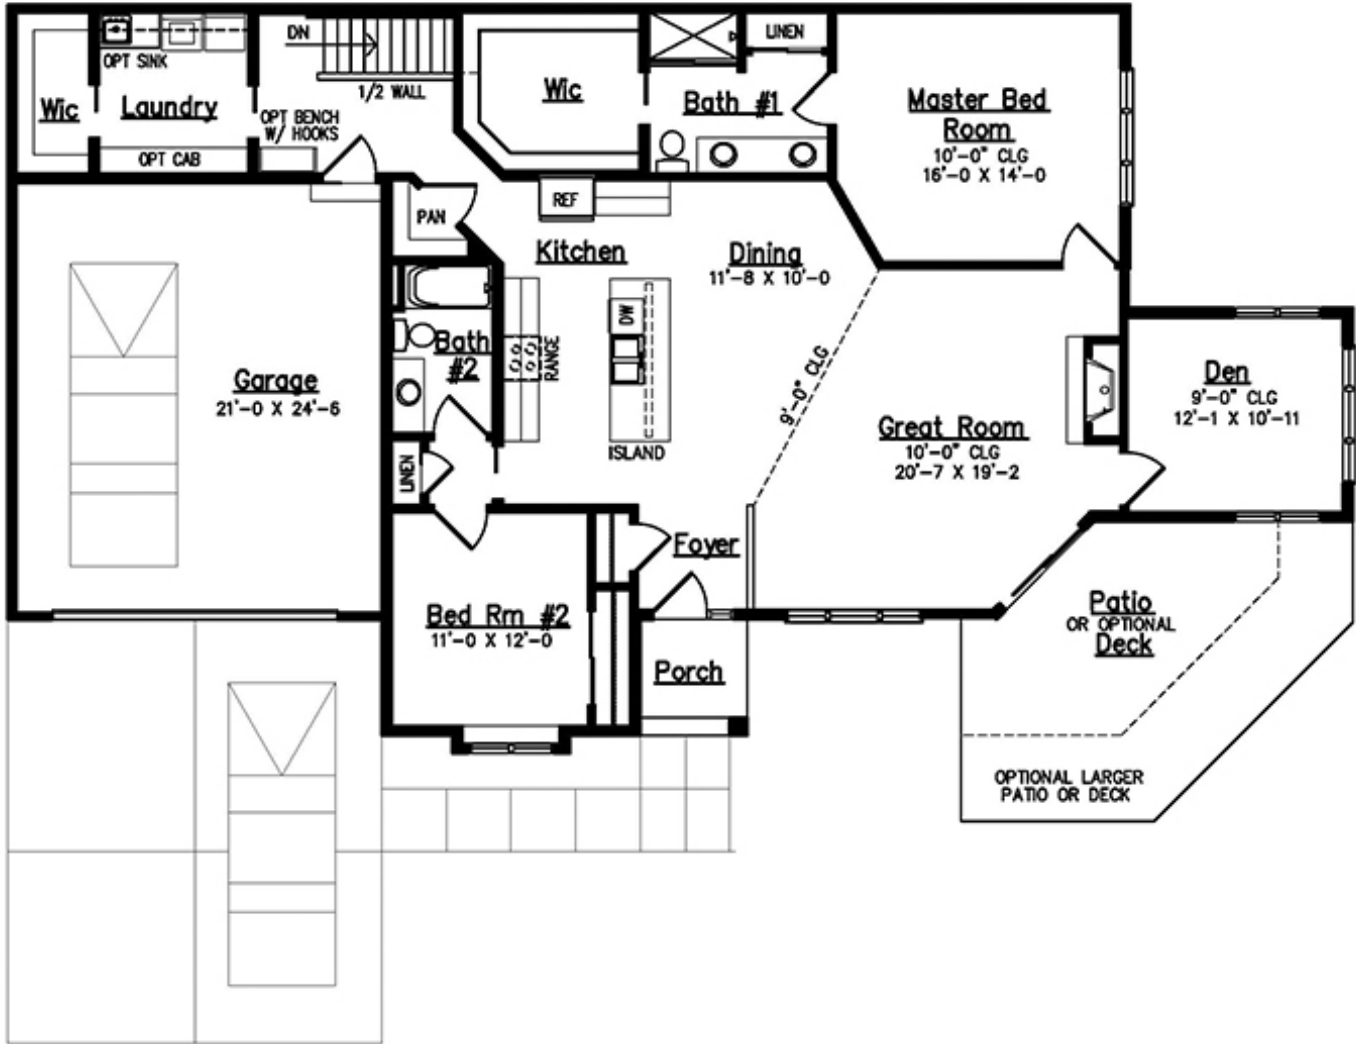 DN
LINEN
OPT SINK
1/2 WALL
Wic
Laundry
OPT BENCH
W/ HOOKS
OPT CAB
Wic
Bath #1
Master Bed
Room
10'-0" CLG
16'-0 X 14'-0
REF
PAN
Kitchen
Dining
11'-8 X 10'-0
DW
RANGE
Bath
#2
9'-0" CLG
Garage
21'-0 X 24'-6
Den
9'-0" CLG
12'-1 X 10'-11
Great Room
10'-0" CLG
20'-7 X 19'-2
ISLAND
LINEN
Foyer
Bed Rm #2
11'-0 X 12'-0
Patio
OR OPTIONAL
Deck
Porch
OPTIONAL LARGER
PATIO OR DECK